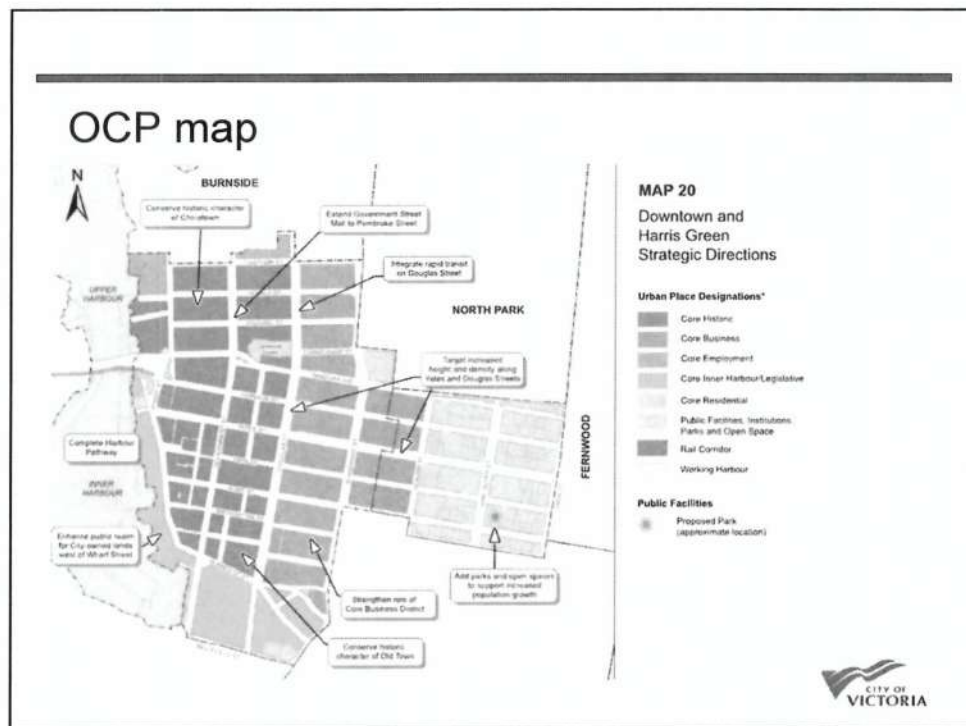 OCP map
N
BURNSIDE
Conserve historic character
of Chinatown
Extend Government Street
Mall to Pembroke Street
Integrate rapid transit
on Douglas Street
UPPER
HARBOUR
NORTH PARK
Target increased
height and density along
Yates and Douglas Streets
Complete Harbour
Pathway
INNER
HARBOUR
FERNWOOD
Enhance public realm
for City-owned lands
west of Wharf Street
Strengthen role of
Core Business District
Add parks and open spaces
to support increased
population growth
Conserve historic
character of Old Town
MAP 20
Downtown and
Harris Green
Strategic Directions
Urban Place Designations*
Core Historic
Core Business
Core Employment
Core Inner Harbour/Legislative
Core Residential
Public Facilities, Institutions
Parks and Open Space
Rail Corridor
Working Harbour
Public Facilities
Proposed Park
(approximate location)
CITY OF
VICTORIA